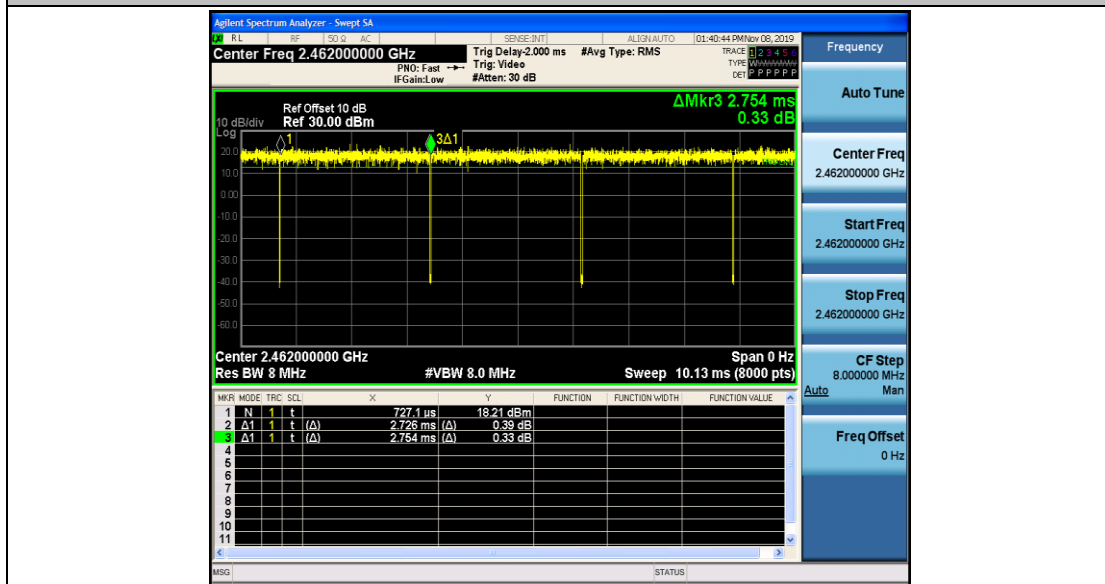 Agilent Spectrum Analyzer - Swept SA
RL RF 50 Ω AC SENSE:INT ALIGN AUTO 01:40:44 PM Nov 08, 2019
Center Freq 2.462000000 GHz
PNO: Fast
IFGain:Low
Trig Delay-2.000 ms
Trig: Video
#Atten: 30 dB
#Avg Type: RMS
TRACE 1 2 3 4 5 6
TYPE
DET P P P P P P
ΔMkr3 2.754 ms
0.33 dB
10 dB/div
Log
Ref Offset 10 dB
Ref 30.00 dBm
1
3Δ1
20.0
10.0
0.00
-10.0
-20.0
-30.0
-40.0
-50.0
-60.0
Center 2.462000000 GHz Span 0 Hz
Res BW 8 MHz #VBW 8.0 MHz Sweep 10.13 ms (8000 pts)
MKR MODE TRC SCL X Y FUNCTION FUNCTION WIDTH FUNCTION VALUE
1 N 1 t 727.1 µs 18.21 dBm
2 Δ1 1 t (Δ) 2.726 ms (Δ) 0.39 dB
3 Δ1 1 t (Δ) 2.754 ms (Δ) 0.33 dB
4
5
6
7
8
9
10
11
MSG STATUS
Frequency
Auto Tune
Center Freq
2.462000000 GHz
Start Freq
2.462000000 GHz
Stop Freq
2.462000000 GHz
CF Step
8.000000 MHz
Auto Man
Freq Offset
0 Hz